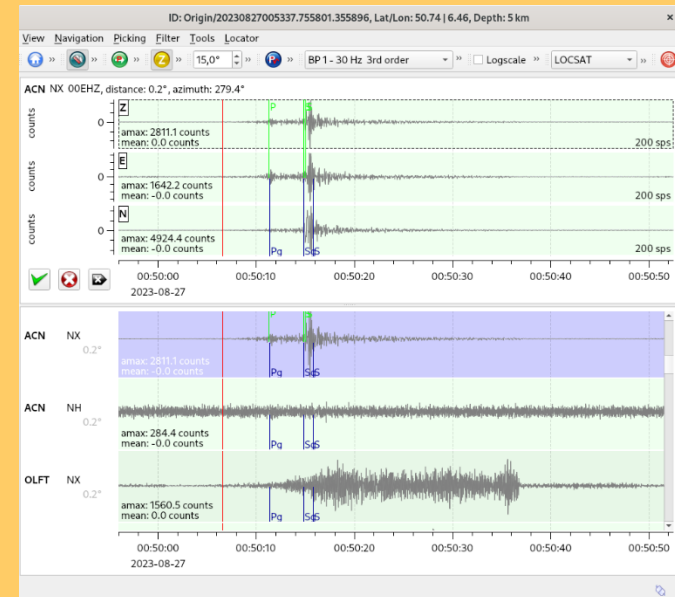 ID: Origin/20230827005337.755801.355896, Lat/Lon: 50.74 | 6.46, Depth: 5 km
View Navigation Picking Filter Tools Locator
15,0° BP 1 - 30 Hz 3rd order Logscale LOCSAT
ACN NX 00EHZ, distance: 0.2°, azimuth: 279.4°
counts
0
Z
P
amax: 2811.1 counts
mean: 0.0 counts
200 sps
counts
0
E
amax: 1642.2 counts
mean: -0.0 counts
200 sps
counts
0
N
amax: 4924.4 counts
mean: -0.0 counts
200 sps
Pg
00:50:00 00:50:10 00:50:20 00:50:30 00:50:40 00:50:50
2023-08-27
ACN NX
0.2°
P
amax: 2811.1 counts
mean: -0.0 counts
Pg
ACN NH
0.2°
amax: 284.4 counts
mean: -0.0 counts
Pg
OLFT NX
0.2°
amax: 1560.5 counts
mean: 0.0 counts
Pg
00:50:00 00:50:10 00:50:20 00:50:30 00:50:40 00:50:50
2023-08-27